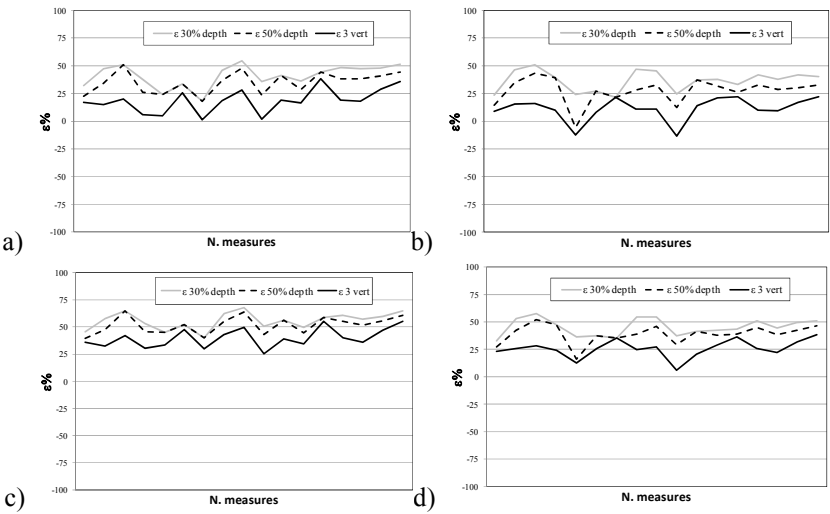 a)
ε 30% depth ε 50% depth ε 3 vert
100
75
50
25
0
-25
-50
-75
-100
ε%
N. measures
b)
ε 30% depth ε 50% depth ε 3 vert
100
75
50
25
0
-25
-50
-75
-100
ε%
N. measures
c)
ε 30% depth ε 50% depth ε 3 vert
100
75
50
25
0
-25
-50
-75
-100
ε%
N. measures
d)
ε 30% depth ε 50% depth ε 3 vert
100
75
50
25
0
-25
-50
-75
-100
ε%
N. measures